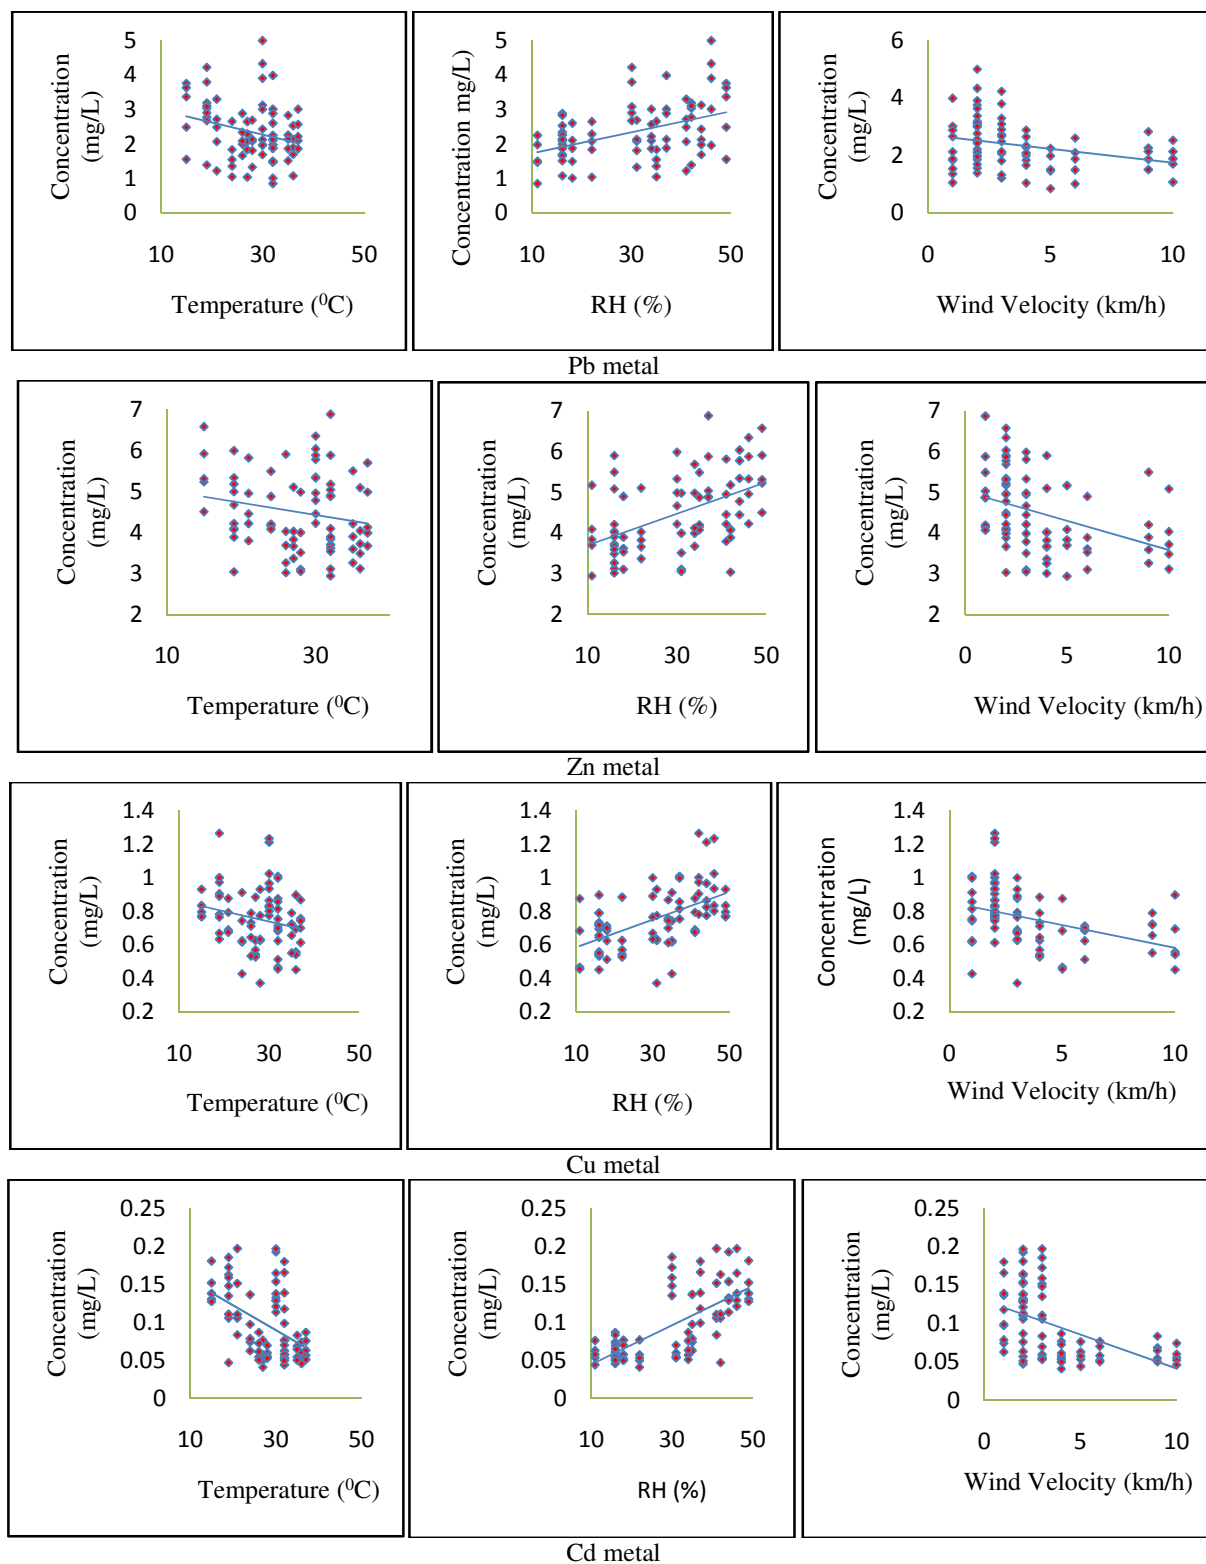 Concentration
(mg/L)
5
4
3
2
1
0
10
30
50
Temperature (⁰C)
Concentration mg/L)
5
4
3
2
1
0
10
30
50
RH (%)
Concentration
(mg/L)
6
4
2
0
0
5
10
Wind Velocity (km/h)
Pb metal
Concentration
(mg/L)
7
6
5
4
3
2
10
30
Temperature (⁰C)
Concentration
(mg/L)
7
6
5
4
3
2
10
30
50
RH (%)
Concentration
(mg/L)
7
6
5
4
3
2
0
5
10
Wind Velocity (km/h)
Zn metal
Concentration
(mg/L)
1.4
1.2
1
0.8
0.6
0.4
0.2
10
30
50
Temperature (⁰C)
Concentration
(mg/L)
1.4
1.2
1
0.8
0.6
0.4
0.2
10
30
50
RH (%)
Concentration
(mg/L)
1.4
1.2
1
0.8
0.6
0.4
0.2
0
5
10
Wind Velocity (km/h)
Cu metal
Concentration
(mg/L)
0.25
0.2
0.15
0.1
0.05
0
10
30
50
Temperature (⁰C)
Concentration
(mg/L)
0.25
0.2
0.15
0.1
0.05
0
10
30
50
RH (%)
Concentration
(mg/L)
0.25
0.2
0.15
0.1
0.05
0
0
5
10
Wind Velocity (km/h)
Cd metal